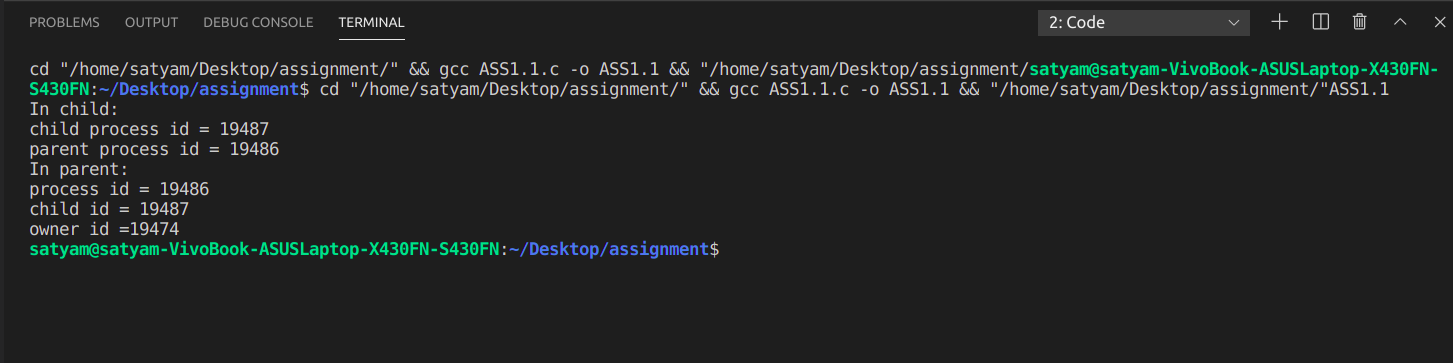 PROBLEMS OUTPUT DEBUG CONSOLE TERMINAL 2: Code
cd "/home/satyam/Desktop/assignment/" && gcc ASS1.1.c -o ASS1.1 && "/home/satyam/Desktop/assignment/satyam@satyam-VivoBook-ASUSLaptop-X430FN-
S430FN:~/Desktop/assignment$ cd "/home/satyam/Desktop/assignment/" && gcc ASS1.1.c -o ASS1.1 && "/home/satyam/Desktop/assignment/"ASS1.1
In child:
child process id = 19487
parent process id = 19486
In parent:
process id = 19486
child id = 19487
owner id =19474
satyam@satyam-VivoBook-ASUSLaptop-X430FN-S430FN:~/Desktop/assignment$